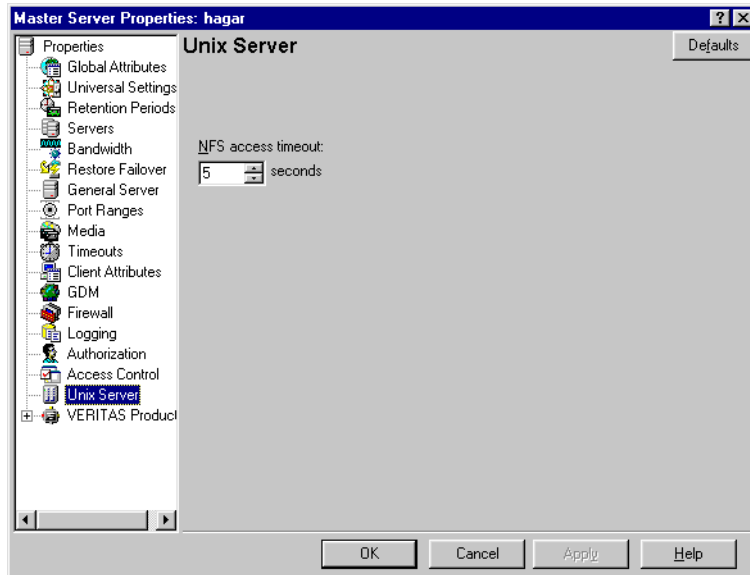 Master Server Properties: hagar
Properties
Global Attributes
Universal Settings
Retention Periods
Servers
Bandwidth
Restore Failover
General Server
Port Ranges
Media
Timeouts
Client Attributes
GDM
Firewall
Logging
Authorization
Access Control
Unix Server
VERITAS Product
Unix Server
Defaults
NFS access timeout:
5 seconds
OK Cancel Apply Help